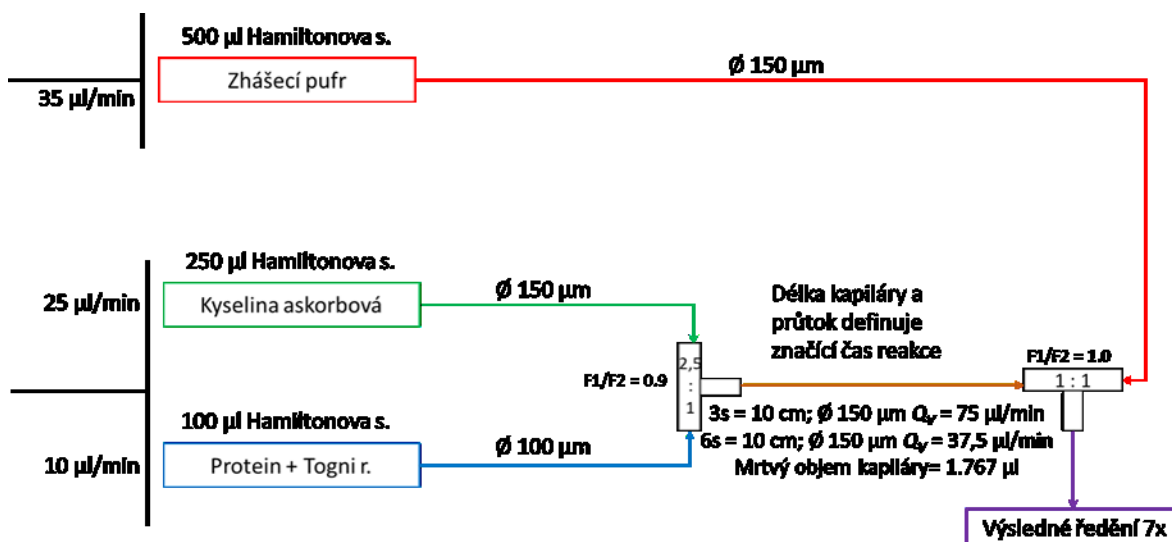 500 µl Hamiltonova s.
Zhášecí pufr
Ø 150 µm
35 µl/min
250 µl Hamiltonova s.
25 µl/min
Kyselina askorbová
Ø 150 µm
Délka kapiláry a
průtok definuje
značící čas reakce
F1/F2 = 0.9
2,5
:
1
F1/F2 = 1.0
1 : 1
3s = 10 cm; Ø 150 µm Qᵥ = 75 µl/min
6s = 10 cm; Ø 150 µm Qᵥ = 37,5 µl/min
Mrtvý objem kapiláry= 1.767 µl
100 µl Hamiltonova s.
10 µl/min
Protein + Togni r.
Ø 100 µm
Výsledné ředění 7x